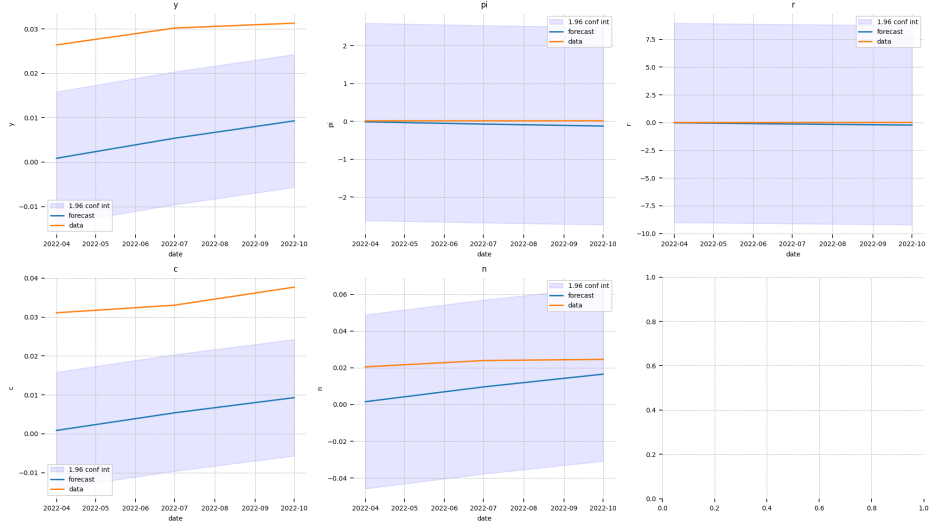 y
0.03
0.02
0.01
0.00
−0.01
y
1.96 conf int
forecast
data
2022-04 2022-05 2022-06 2022-07 2022-08 2022-09 2022-10
date
pi
2
1
0
−1
−2
pi
1.96 conf int
forecast
data
2022-04 2022-05 2022-06 2022-07 2022-08 2022-09 2022-10
date
r
7.5
5.0
2.5
0.0
−2.5
−5.0
−7.5
−10.0
r
1.96 conf int
forecast
data
2022-04 2022-05 2022-06 2022-07 2022-08 2022-09 2022-10
date
c
0.04
0.03
0.02
0.01
0.00
−0.01
c
1.96 conf int
forecast
data
2022-04 2022-05 2022-06 2022-07 2022-08 2022-09 2022-10
date
n
0.06
0.04
0.02
0.00
−0.02
−0.04
n
1.96 conf int
forecast
data
2022-04 2022-05 2022-06 2022-07 2022-08 2022-09 2022-10
date
1.0
0.8
0.6
0.4
0.2
0.0
0.0 0.2 0.4 0.6 0.8 1.0